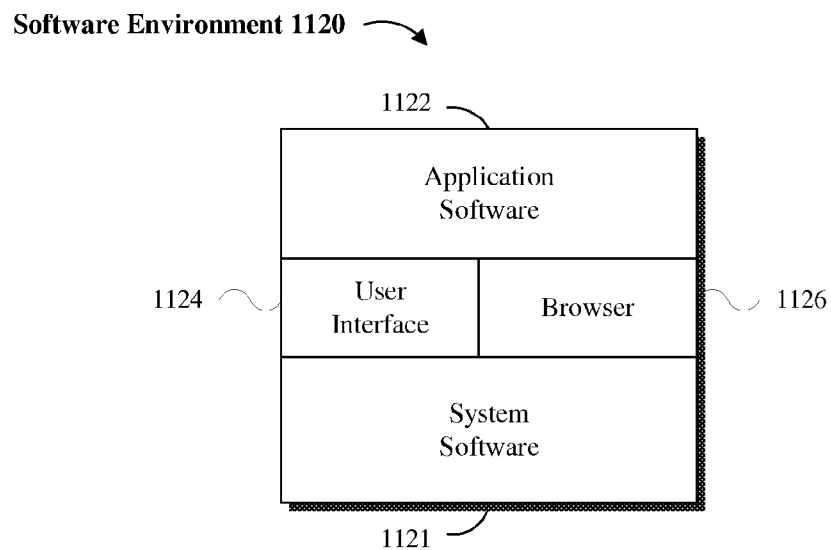 Software Environment 1120
1122
Application
Software
1124
User
Interface
Browser
1126
System
Software
1121